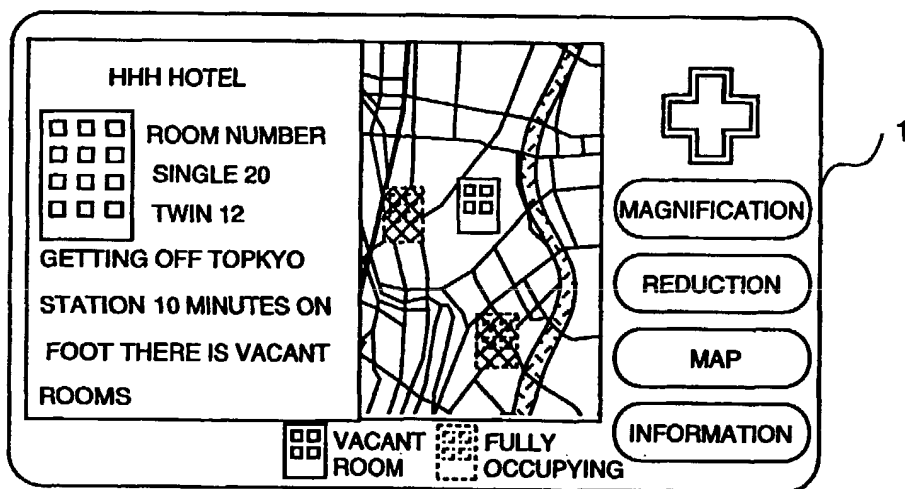 HHH HOTEL
ROOM NUMBER
SINGLE 20
TWIN 12
GETTING OFF TOPKYO
STATION 10 MINUTES ON
FOOT THERE IS VACANT
ROOMS
MAGNIFICATION
REDUCTION
MAP
INFORMATION
VACANT
ROOM
FULLY
OCCUPYING
1